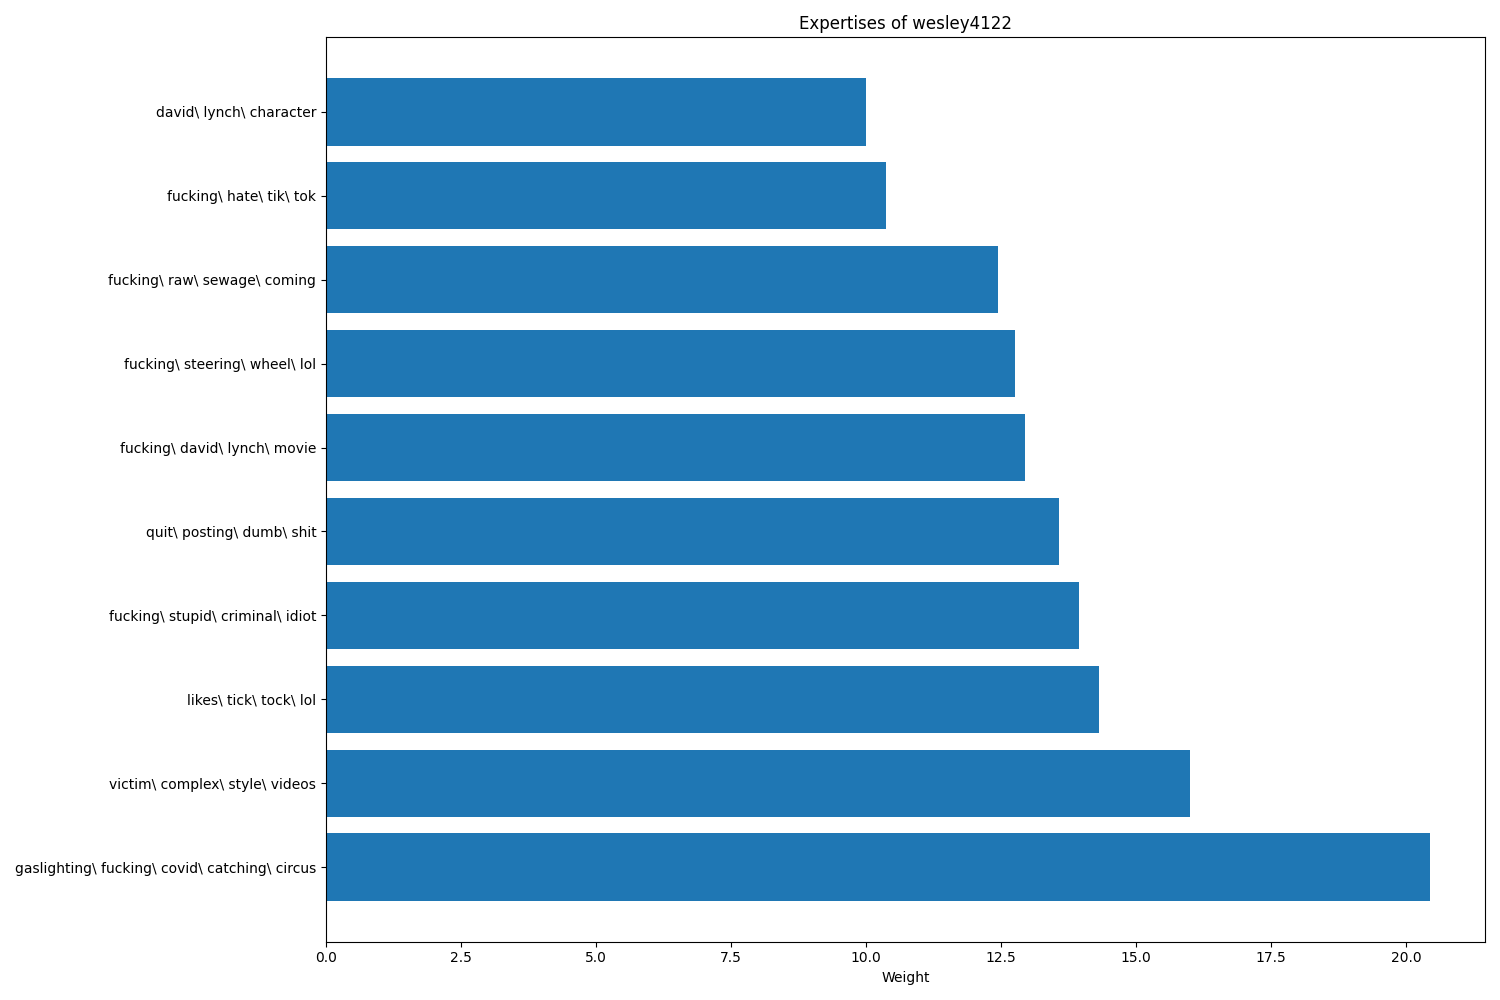 Expertises of wesley4122
david\ lynch\ character
fucking\ hate\ tik\ tok
fucking\ raw\ sewage\ coming
fucking\ steering\ wheel\ lol
fucking\ david\ lynch\ movie
quit\ posting\ dumb\ shit
fucking\ stupid\ criminal\ idiot
likes\ tick\ tock\ lol
victim\ complex\ style\ videos
gaslighting\ fucking\ covid\ catching\ circus
0.0 2.5 5.0 7.5 10.0 12.5 15.0 17.5 20.0
Weight